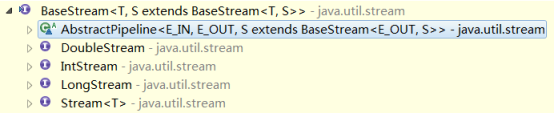 BaseStream<T, S extends BaseStream<T, S>> - java.util.stream
AbstractPipeline<E_IN, E_OUT, S extends BaseStream<E_OUT, S>> - java.util.stream
DoubleStream - java.util.stream
IntStream - java.util.stream
LongStream - java.util.stream
Stream<T> - java.util.stream